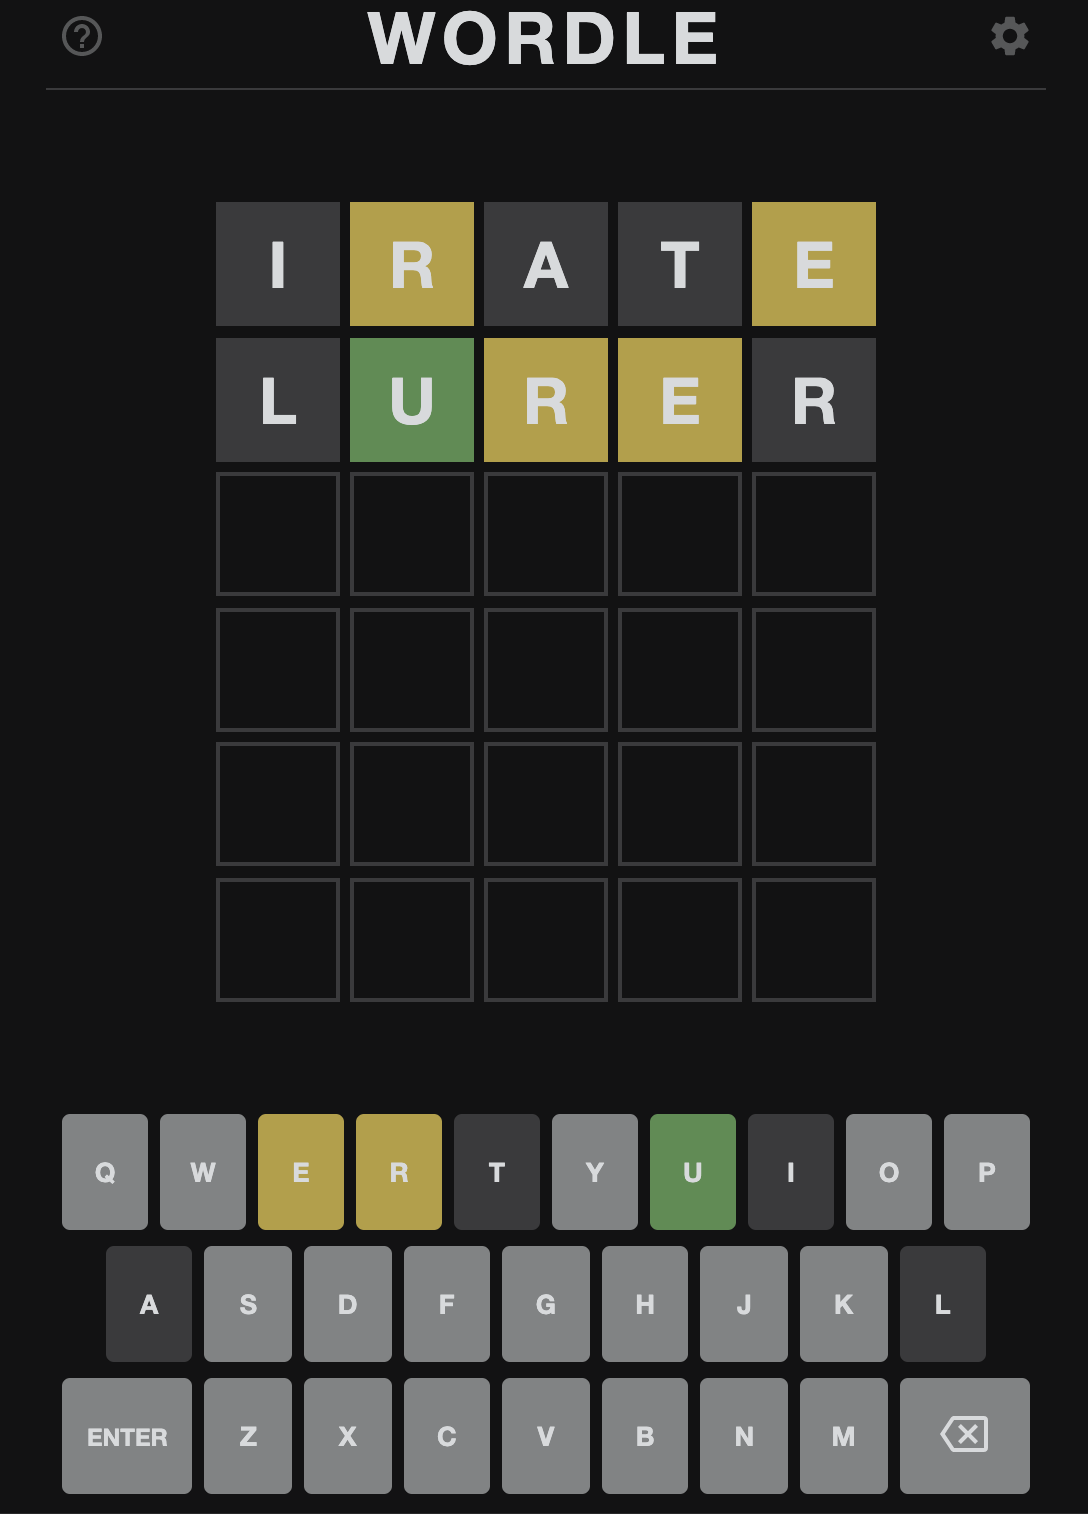 ?
WORDLE
I R A T E
L U R E R
Q W E R T Y U I O P
A S D F G H J K L
ENTER Z X C V B N M